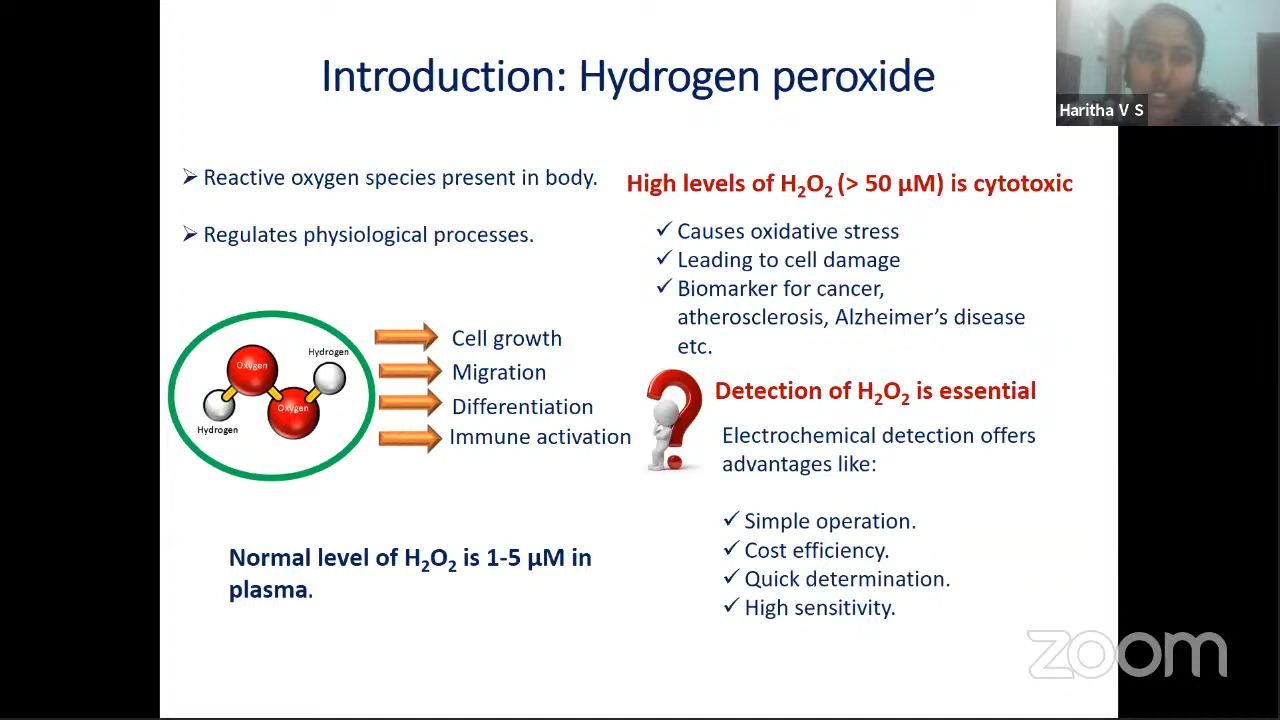 Introduction: Hydrogen peroxide
Haritha V S
➢ Reactive oxygen species present in body.
➢ Regulates physiological processes.
Hydrogen
Oxygen
Oxygen
Hydrogen
Cell growth
Migration
Differentiation
Immune activation
Normal level of H₂O₂ is 1-5 µM in
plasma.
High levels of H₂O₂ (> 50 µM) is cytotoxic
✓ Causes oxidative stress
✓ Leading to cell damage
✓ Biomarker for cancer,
atherosclerosis, Alzheimer’s disease
etc.
Detection of H₂O₂ is essential
Electrochemical detection offers
advantages like:
✓ Simple operation.
✓ Cost efficiency.
✓ Quick determination.
✓ High sensitivity.
zoom